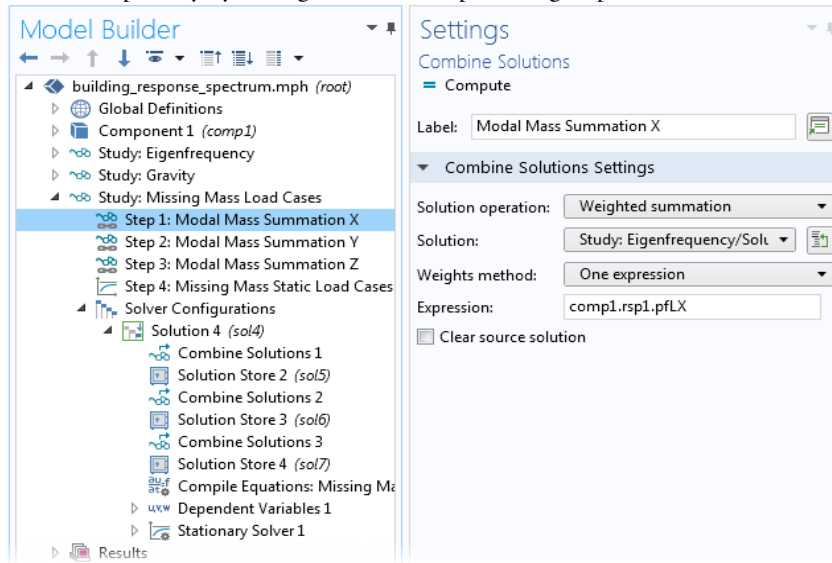 Model Builder
building_response_spectrum.mph (root)
Global Definitions
Component 1 (comp1)
Study: Eigenfrequency
Study: Gravity
Study: Missing Mass Load Cases
Step 1: Modal Mass Summation X
Step 2: Modal Mass Summation Y
Step 3: Modal Mass Summation Z
Step 4: Missing Mass Static Load Cases
Solver Configurations
Solution 4 (sol4)
Combine Solutions 1
Solution Store 2 (sol5)
Combine Solutions 2
Solution Store 3 (sol6)
Combine Solutions 3
Solution Store 4 (sol7)
Compile Equations: Missing Ma
Dependent Variables 1
Stationary Solver 1
Results
Settings
Combine Solutions
= Compute
Label: Modal Mass Summation X
Combine Solutions Settings
Solution operation: Weighted summation
Solution: Study: Eigenfrequency/Solu
Weights method: One expression
Expression: comp1.rsp1.pfLX
Clear source solution